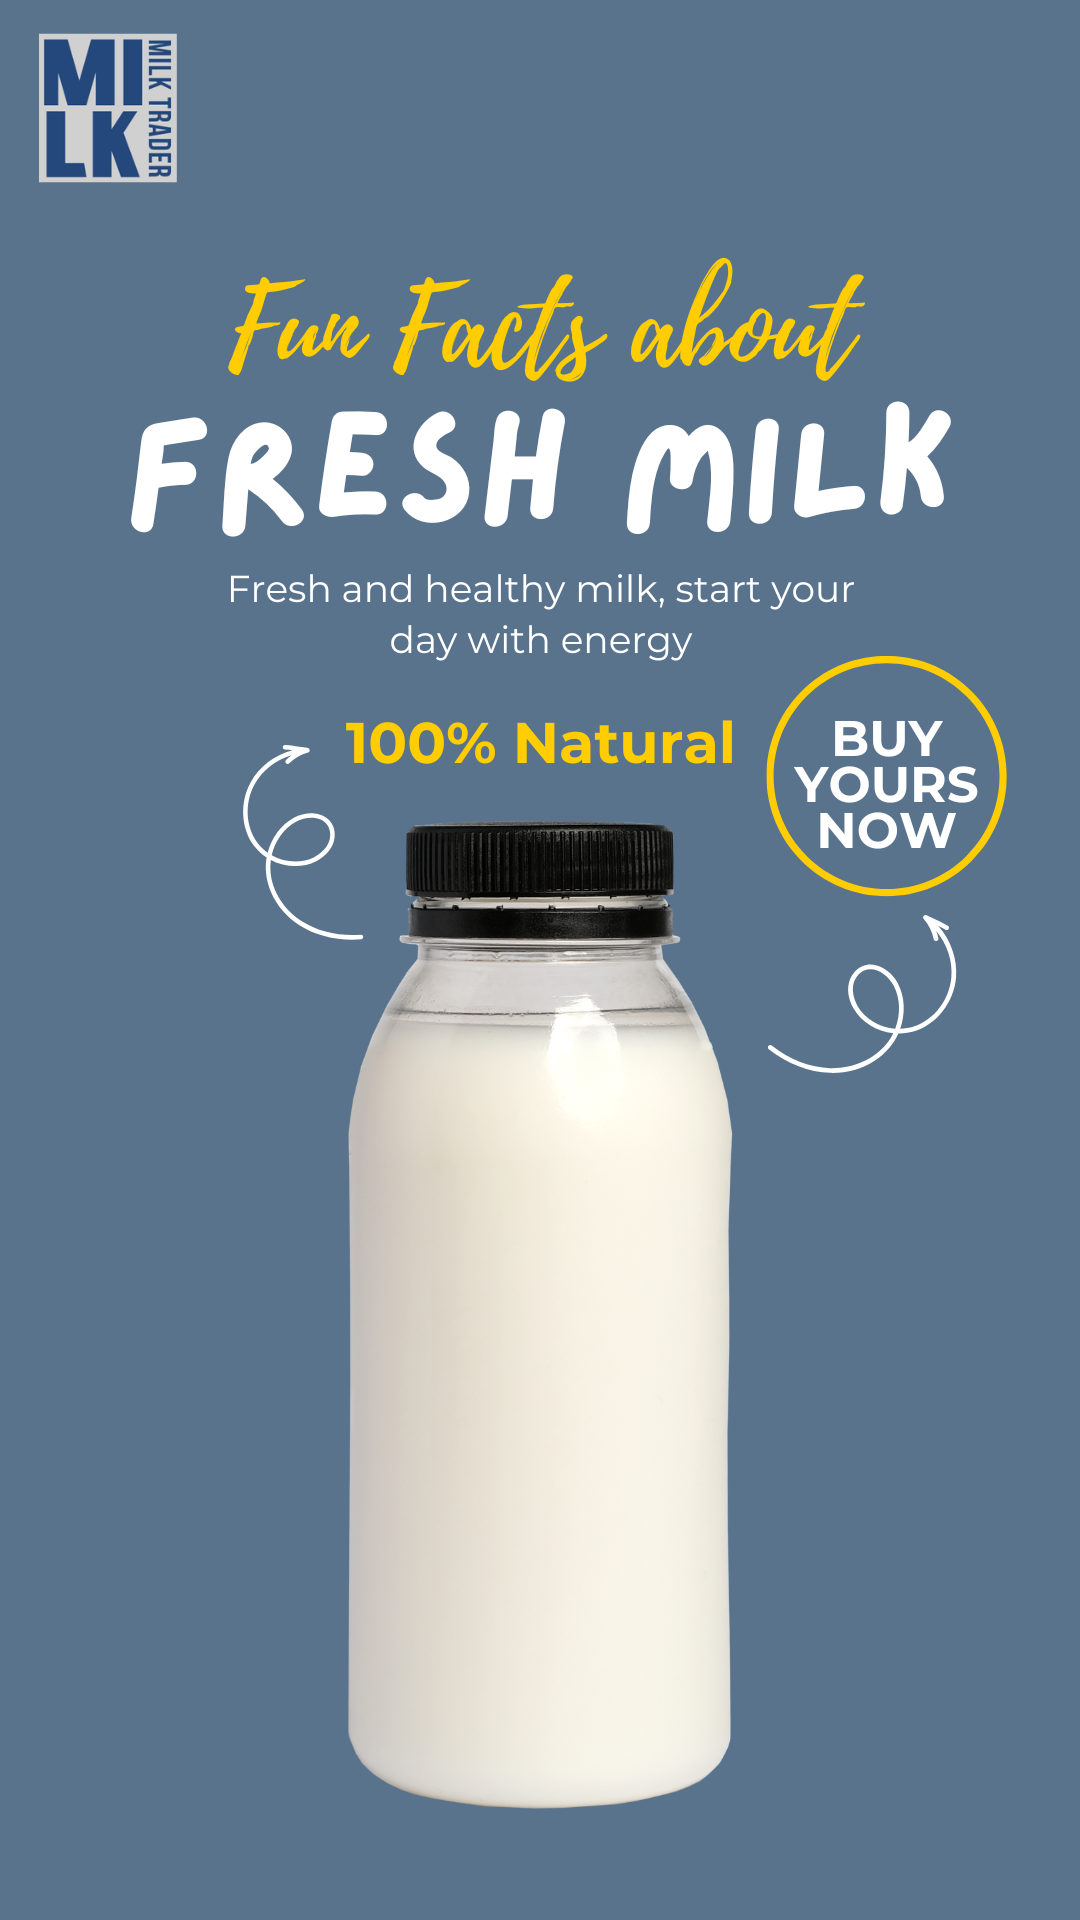 MI
LK
MILK TRADER
Fun Facts about
FRESH MILK
Fresh and healthy milk, start your
day with energy
100% Natural
BUY
YOURS
NOW